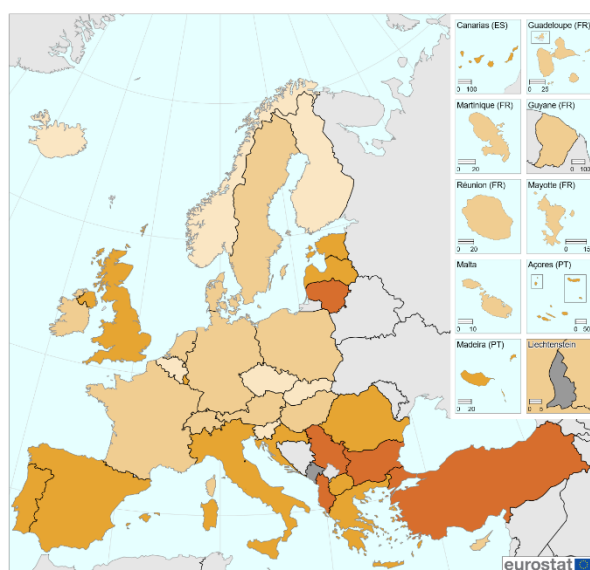 Canarias (ES)
0 100
Guadeloupe (FR)
0 25
Martinique (FR)
0 20
Guyane (FR)
0 100
Réunion (FR)
0 20
Mayotte (FR)
0 15
Malta
0 10
Açores (PT)
0 50
Madeira (PT)
0 20
Liechtenstein
0 5
eurostat